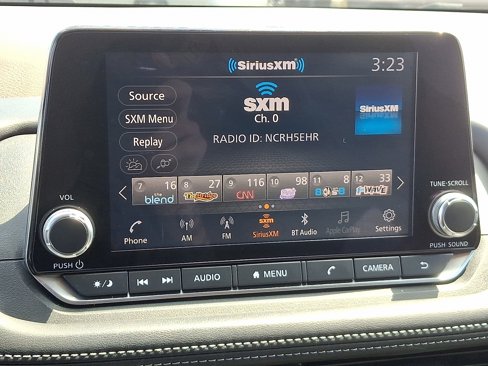 SiriusXM
3:23
Source
SXM Menu
Replay
sxm
Ch. 0
RADIO ID: NCRH5EHR
SiriusXM
7 16 8 27 9 116 10 98 11 8 12 33
the blend
CNN
1st WAVE
VOL
PUSH
TUNE·SCROLL
PUSH SOUND
Phone
AM
FM
SiriusXM
BT Audio
Apple CarPlay
Settings
AUDIO
MENU
CAMERA